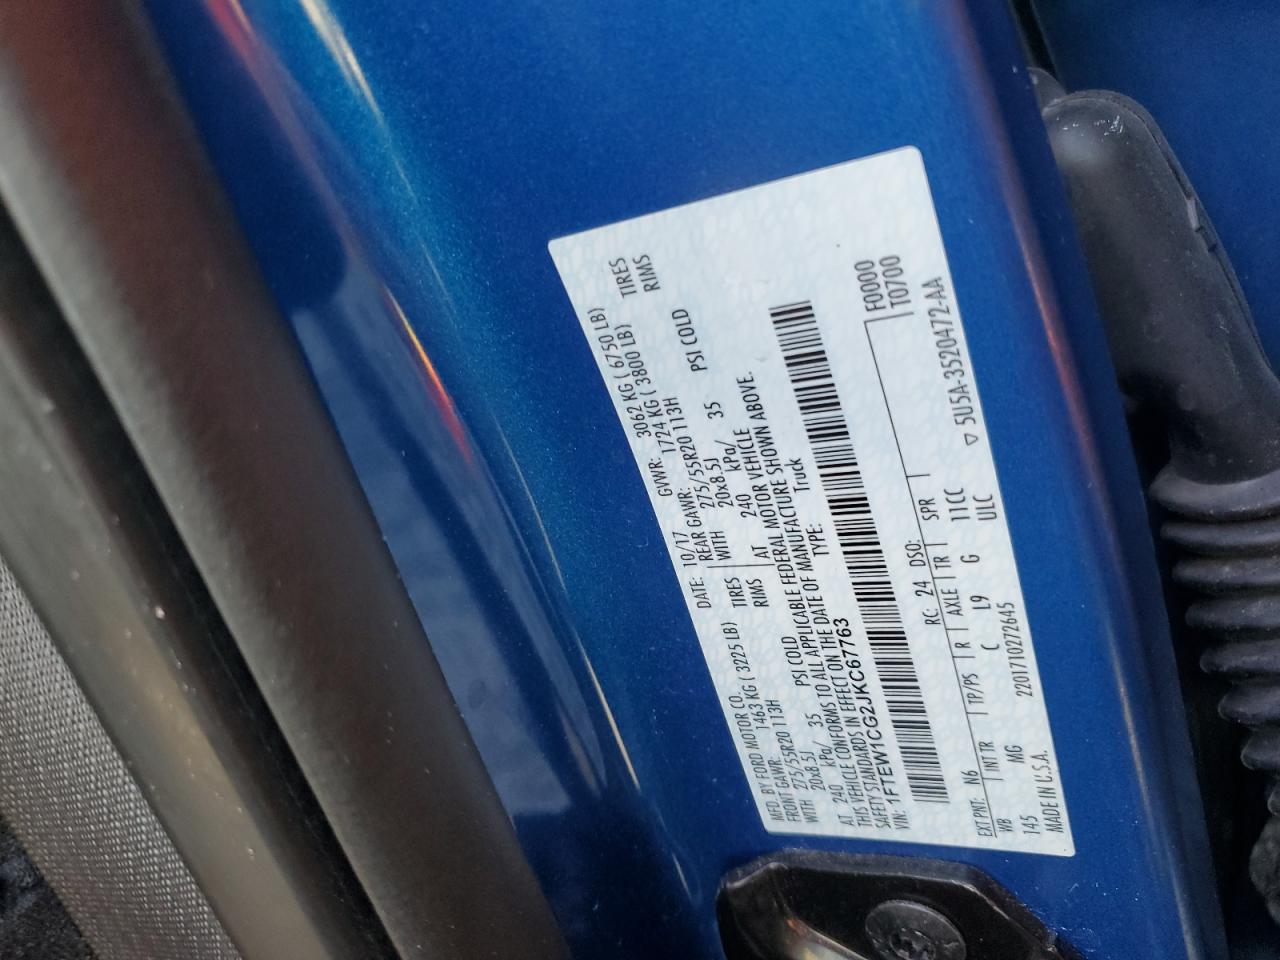 MFD. BY FORD MOTOR CO.
DATE: 10/17 GVWR: 3062 KG ( 6750 LB)
FRONT GAWR: 1463 KG ( 3225 LB)
REAR GAWR: 1724 KG ( 3800 LB)
275/55R20 113H TIRES
275/55R20 113H TIRES
WITH 20x8.5J RIMS
WITH 20x8.5J RIMS
AT 240 kPa/ 35 PSI COLD
AT 240 kPa/ 35 PSI COLD
THIS VEHICLE CONFORMS TO ALL APPLICABLE FEDERAL MOTOR VEHICLE
SAFETY STANDARDS IN EFFECT ON THE DATE OF MANUFACTURE SHOWN ABOVE.
VIN: 1FTEW1CG2JKC67763
TYPE: Truck
F0000
T0700
EXT PNT: N6 RC: 24 DSO:
WB INT TR TP/PS R AXLE TR SPR
145 MG C L9 G 11CC
ULC
MADE IN U.S.A. 220171027264​5 ▽ 5U5A-3520472-AA